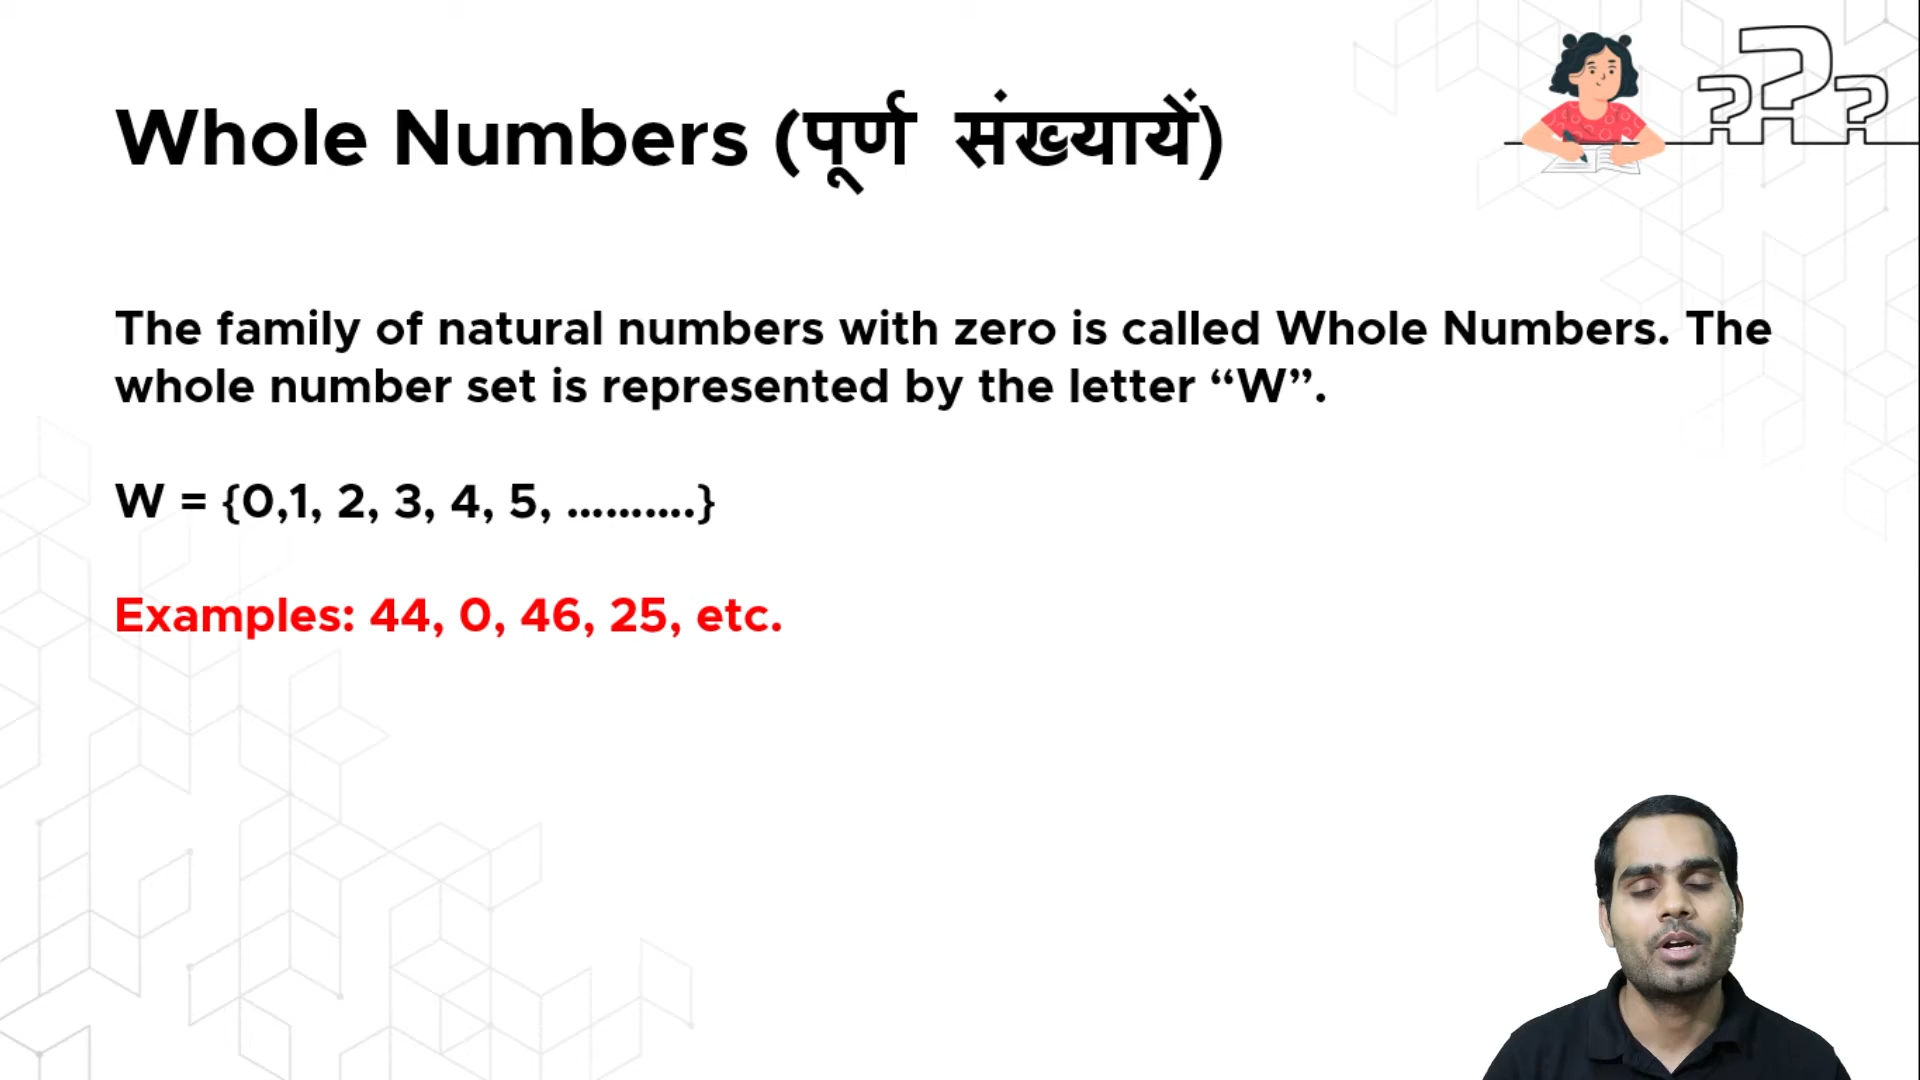 Whole Numbers (पूर्ण संख्यायें)
The family of natural numbers with zero is called Whole Numbers. The
whole number set is represented by the letter “W”.
W = {0,1, 2, 3, 4, 5, ..........}
Examples: 44, 0, 46, 25, etc.
???